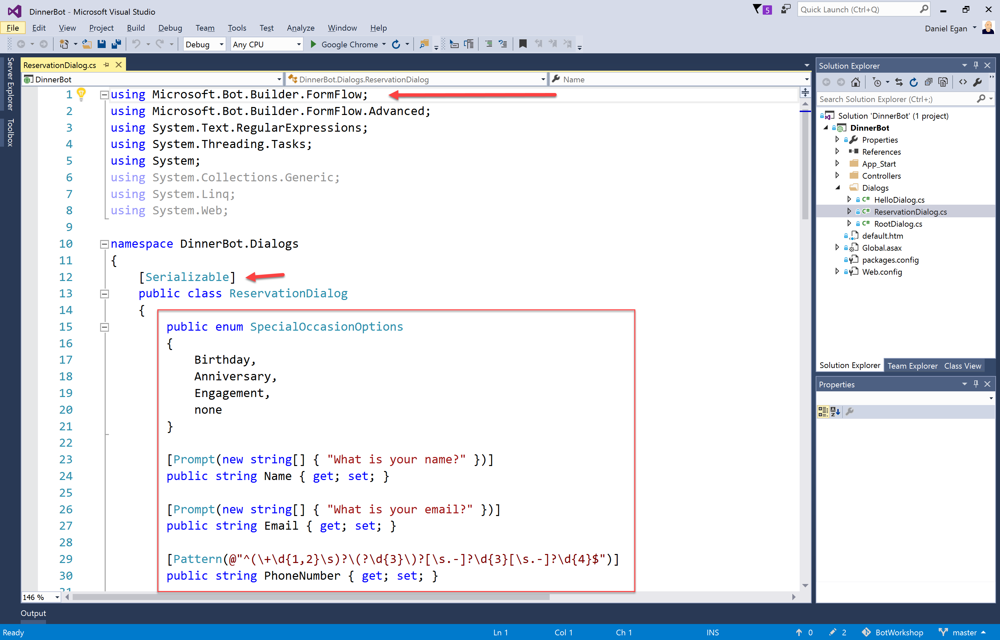 DinnerBot - Microsoft Visual Studio
5
Quick Launch (Ctrl+Q)
File Edit View Project Build Debug Team Tools Test Analyze Window Help
Daniel Egan
Debug Any CPU Google Chrome
Server Explorer
Toolbox
ReservationDialog.cs
DinnerBot DinnerBot.Dialogs.ReservationDialog Name
1 using Microsoft.Bot.Builder.FormFlow;
2 using Microsoft.Bot.Builder.FormFlow.Advanced;
3 using System.Text.RegularExpressions;
4 using System.Threading.Tasks;
5 using System;
6 using System.Collections.Generic;
7 using System.Linq;
8 using System.Web;
9
10 namespace DinnerBot.Dialogs
11 {
12 [Serializable]
13 public class ReservationDialog
14 {
15 public enum SpecialOccasionOptions
16 {
17 Birthday,
18 Anniversary,
19 Engagement,
20 none
21 }
22
23 [Prompt(new string[] { "What is your name?" })]
24 public string Name { get; set; }
25
26 [Prompt(new string[] { "What is your email?" })]
27 public string Email { get; set; }
28
29 [Pattern(@"^(\+\d{1,2}\s)?\(?\d{3}\)?[\s.-]?\d{3}[\s.-]?\d{4}$")]
30 public string PhoneNumber { get; set; }
31
146 %
Solution Explorer
Search Solution Explorer (Ctrl+;)
Solution 'DinnerBot' (1 project)
DinnerBot
Properties
References
App_Start
Controllers
Dialogs
C# HelloDialog.cs
C# ReservationDialog.cs
C# RootDialog.cs
default.htm
Global.asax
packages.config
Web.config
Solution Explorer Team Explorer Class View
Properties
Output
Ready Ln 1 Col 1 Ch 1 INS 0 2 BotWorkshop master